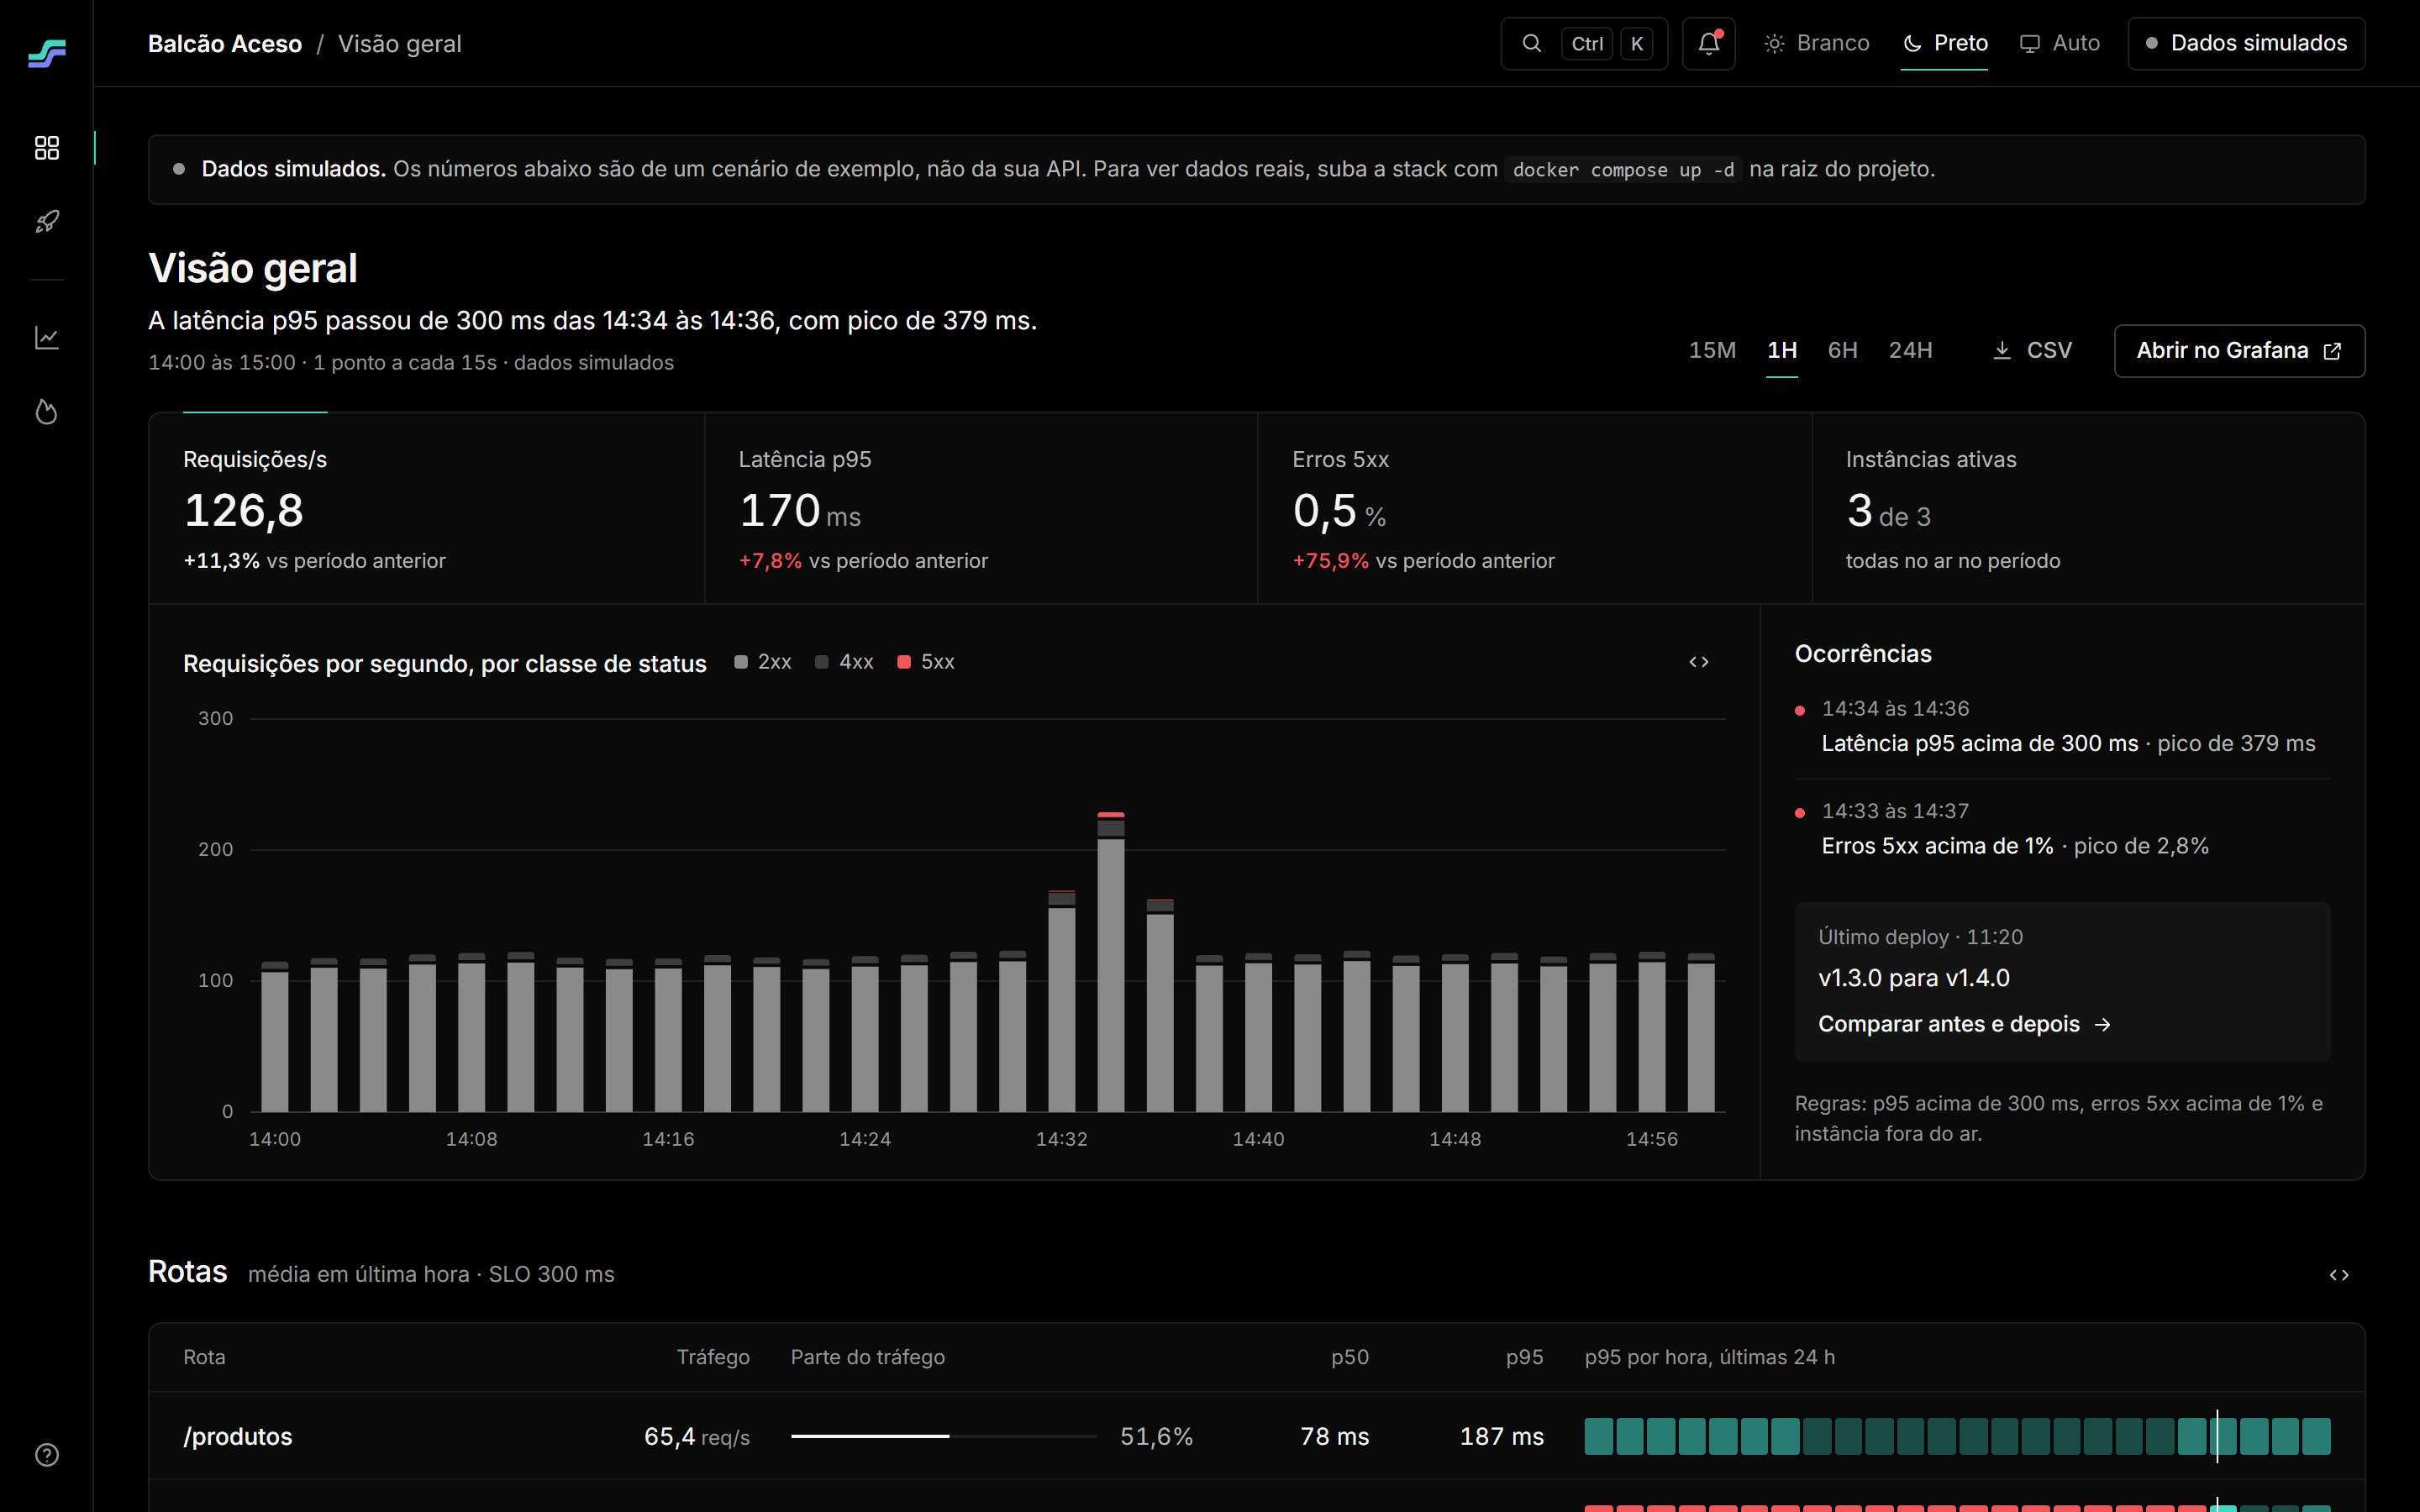 Balcão Aceso / Visão geral
Ctrl K
Branco
Preto
Auto
Dados simulados
Dados simulados. Os números abaixo são de um cenário de exemplo, não da sua API. Para ver dados reais, suba a stack com docker compose up -d na raiz do projeto.
Visão geral
A latência p95 passou de 300 ms das 14:34 às 14:36, com pico de 379 ms.
14:00 às 15:00 · 1 ponto a cada 15s · dados simulados
15M 1H 6H 24H
CSV
Abrir no Grafana
Requisições/s
126,8
+11,3% vs período anterior
Latência p95
170 ms
+7,8% vs período anterior
Erros 5xx
0,5 %
+75,9% vs período anterior
Instâncias ativas
3 de 3
todas no ar no período
Requisições por segundo, por classe de status
2xx 4xx 5xx
300
200
100
0
14:00 14:08 14:16 14:24 14:32 14:40 14:48 14:56
Ocorrências
14:34 às 14:36
Latência p95 acima de 300 ms · pico de 379 ms
14:33 às 14:37
Erros 5xx acima de 1% · pico de 2,8%
Último deploy · 11:20
v1.3.0 para v1.4.0
Comparar antes e depois →
Regras: p95 acima de 300 ms, erros 5xx acima de 1% e
instância fora do ar.
Rotas média em última hora · SLO 300 ms
Rota Tráfego Parte do tráfego p50 p95 p95 por hora, últimas 24 h
/produtos 65,4 req/s 51,6% 78 ms 187 ms